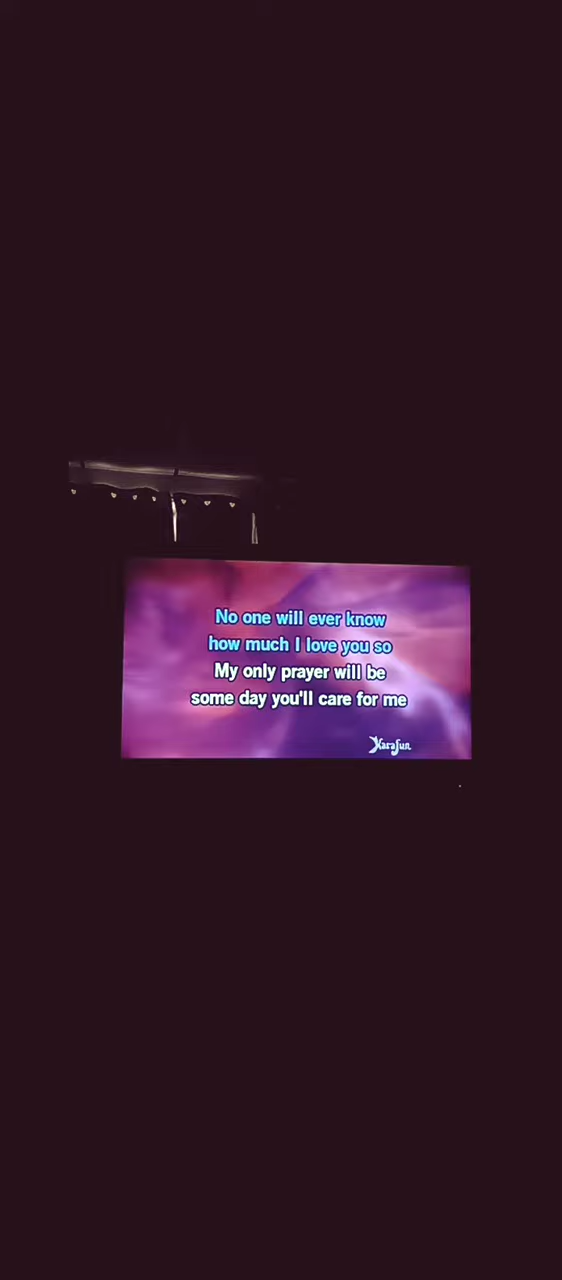 No one will ever know
how much I love you so
My only prayer will be
some day you'll care for me
KaraFun